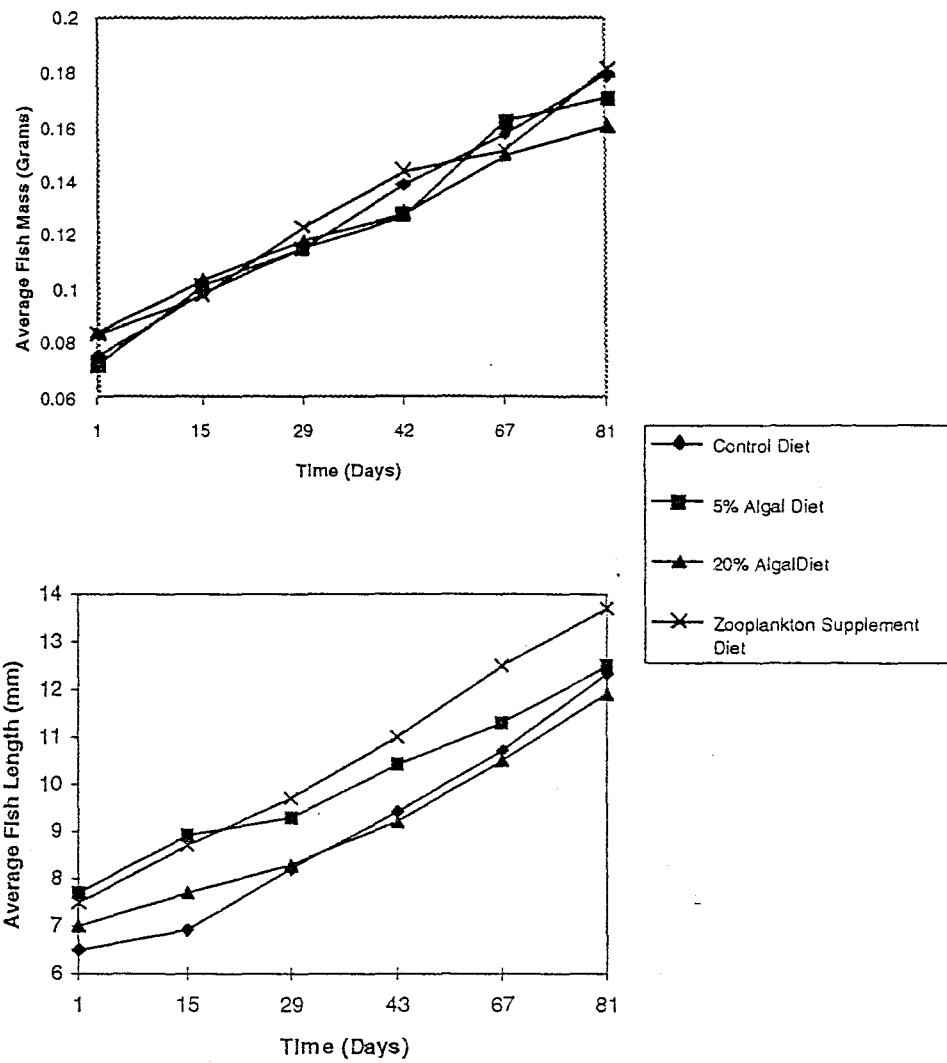 0.2
0.18
0.16
0.14
0.12
0.1
0.08
0.06
Average Fish Mass (Grams)
1 15 29 42 67 81
Time (Days)
Control Diet
5% Algal Diet
20% AlgalDiet
Zooplankton Supplement
Diet
14
13
12
11
10
9
8
7
6
Average Fish Length (mm)
1 15 29 43 67 81
Time (Days)